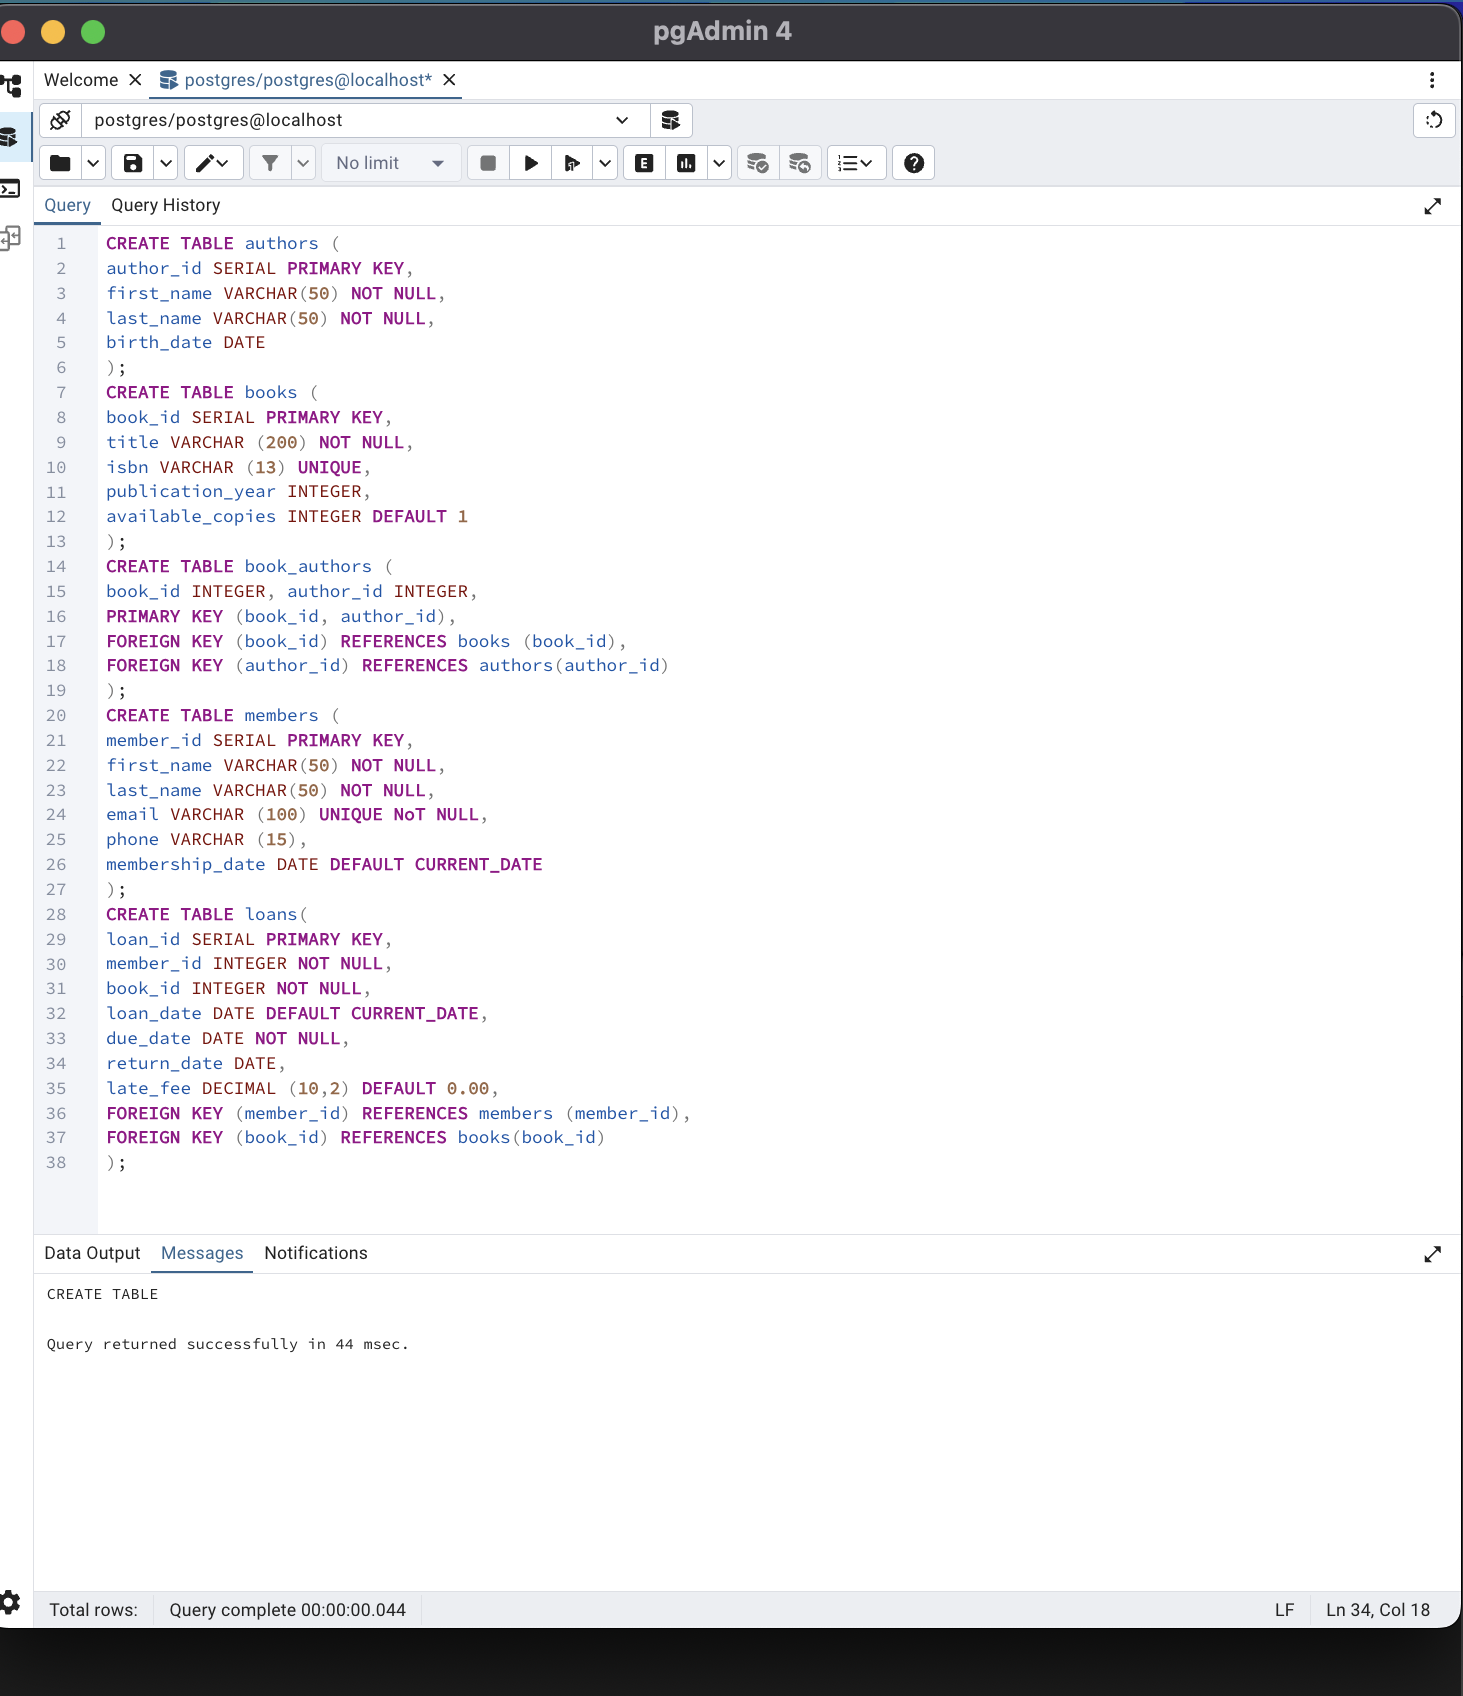 pgAdmin 4
Welcome
postgres/postgres@localhost*
postgres/postgres@localhost
No limit
E
Query
Query History
1 CREATE TABLE authors (
2 author_id SERIAL PRIMARY KEY,
3 first_name VARCHAR(50) NOT NULL,
4 last_name VARCHAR(50) NOT NULL,
5 birth_date DATE
6 );
7 CREATE TABLE books (
8 book_id SERIAL PRIMARY KEY,
9 title VARCHAR (200) NOT NULL,
10 isbn VARCHAR (13) UNIQUE,
11 publication_year INTEGER,
12 available_copies INTEGER DEFAULT 1
13 );
14 CREATE TABLE book_authors (
15 book_id INTEGER, author_id INTEGER,
16 PRIMARY KEY (book_id, author_id),
17 FOREIGN KEY (book_id) REFERENCES books (book_id),
18 FOREIGN KEY (author_id) REFERENCES authors(author_id)
19 );
20 CREATE TABLE members (
21 member_id SERIAL PRIMARY KEY,
22 first_name VARCHAR(50) NOT NULL,
23 last_name VARCHAR(50) NOT NULL,
24 email VARCHAR (100) UNIQUE NoT NULL,
25 phone VARCHAR (15),
26 membership_date DATE DEFAULT CURRENT_DATE
27 );
28 CREATE TABLE loans(
29 loan_id SERIAL PRIMARY KEY,
30 member_id INTEGER NOT NULL,
31 book_id INTEGER NOT NULL,
32 loan_date DATE DEFAULT CURRENT_DATE,
33 due_date DATE NOT NULL,
34 return_date DATE,
35 late_fee DECIMAL (10,2) DEFAULT 0.00,
36 FOREIGN KEY (member_id) REFERENCES members (member_id),
37 FOREIGN KEY (book_id) REFERENCES books(book_id)
38 );
Data Output
Messages
Notifications
CREATE TABLE
Query returned successfully in 44 msec.
Total rows:
Query complete 00:00:00.044
LF
Ln 34, Col 18